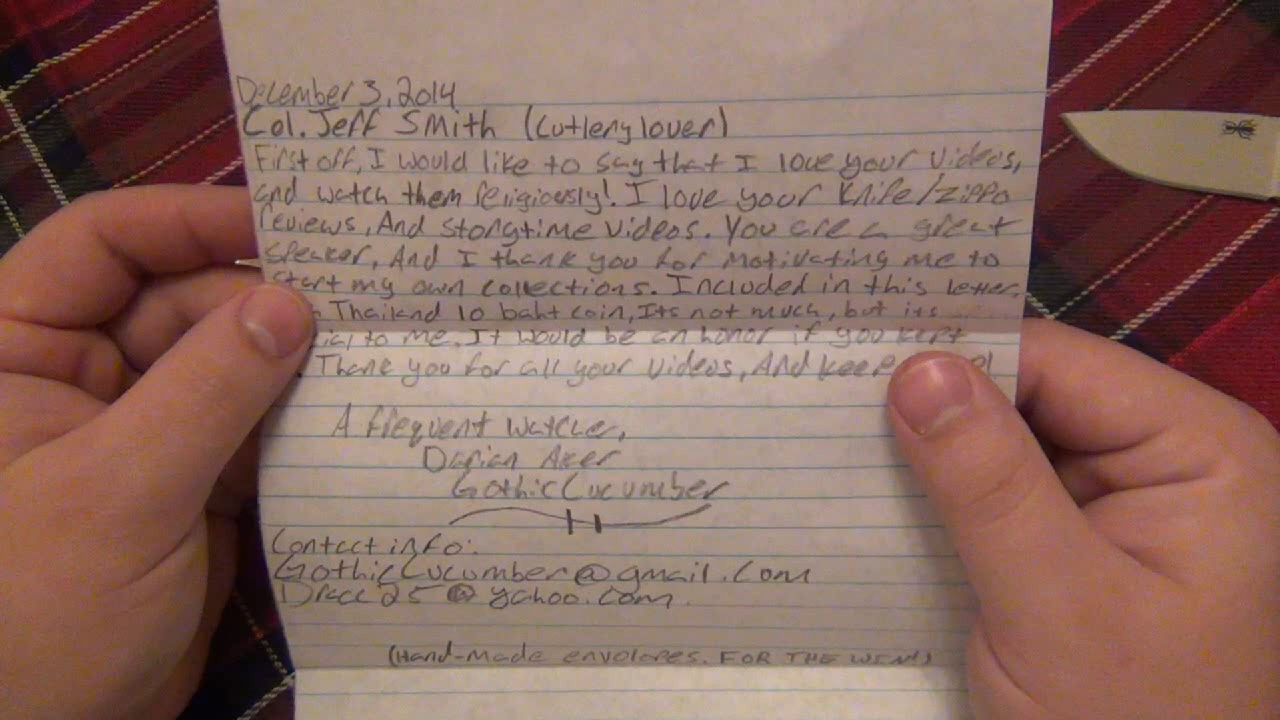 December 3, 2014
Col. Jeff Smith (Cutlerylover)
First off, I would like to say that I love your videos,
and watch them religiously! I love your Knife/Zippo
reviews, And storytime videos. You are a great
speaker, And I thank you for motivating me to
start my own collections. Included in this letter,
Thailand 10 baht coin, Its not much, but its
to me. It would be an honor if you kept
Thank you for all your videos, And keep
A frequent watcher,
Darian Aker
GothicCucumber
Contact info:
GothicCucumber@gmail.com
@yahoo.com
(Hand-made envolopes. FOR THE WIN!)